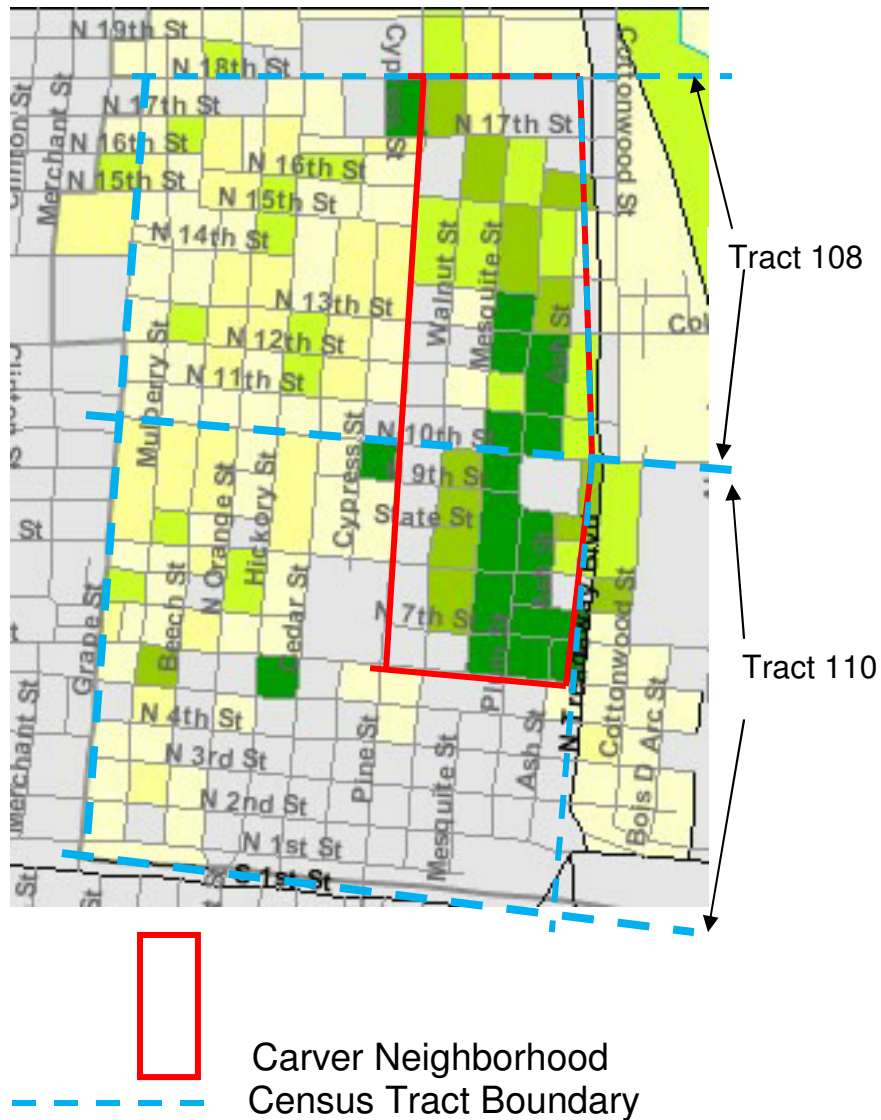 N 19th St
Cottonwood St
N 18th St
N 17th St
N 17th St
Merchant St
N 16th St
N 16th St
N 15th St
N 15th St
N 14th St
Tract 108
Walnut St
Mesquite St
N 13th St
Ash St
N 12th St
Mulberry St
N 11th St
N 10th St
9th S
State St
St
N Orange St
Hickory St
Cypress St
Beech St
N 7th St
Cedar St
Grape St
Tract 110
Cottonwood St
N 4th St
N 3rd St
Pine St
Ash St
Bois D Arc St
Merchant St
N 2nd St
Mesquite St
N 1st St
S 1st St
St
St
Carver Neighborhood
Census Tract Boundary